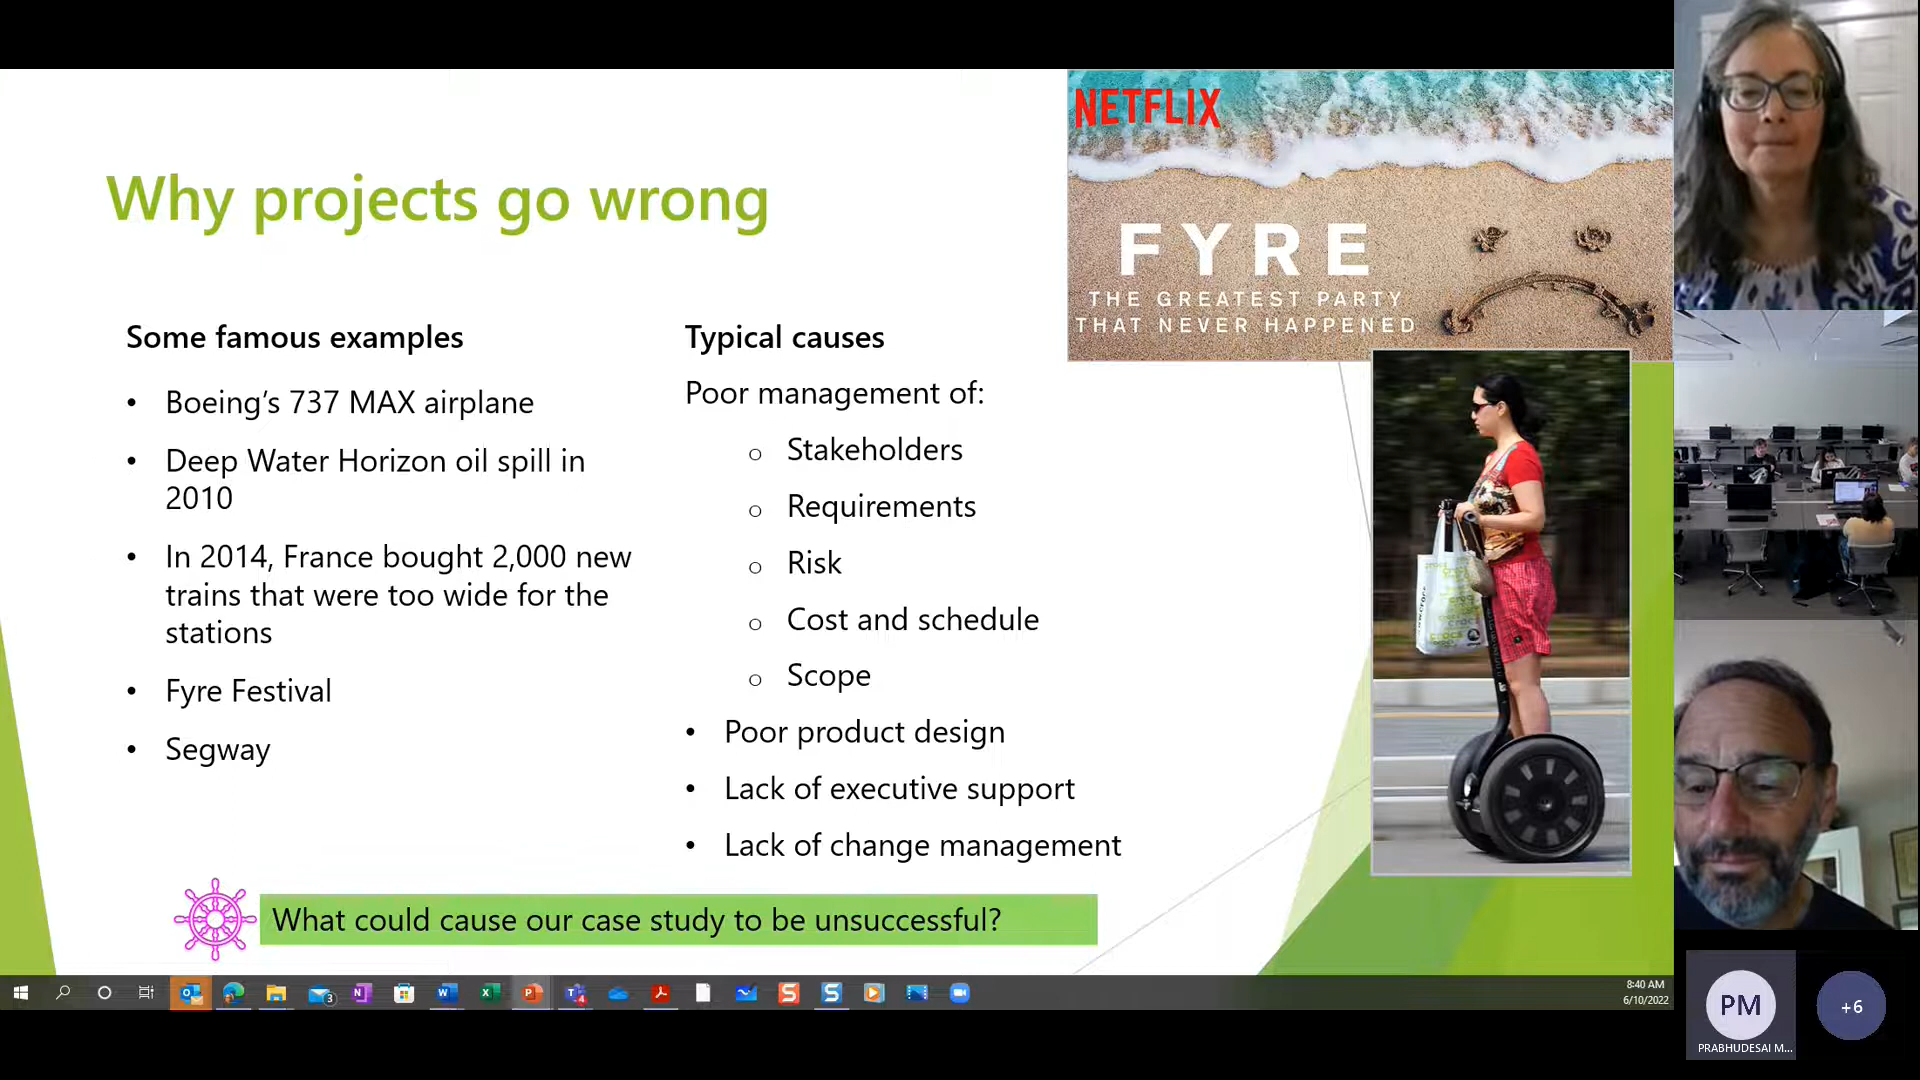 Why projects go wrong
Some famous examples
• Boeing's 737 MAX airplane
• Deep Water Horizon oil spill in
2010
• In 2014, France bought 2,000 new
trains that were too wide for the
stations
• Fyre Festival
• Segway
Typical causes
Poor management of:
o Stakeholders
o Requirements
o Risk
o Cost and schedule
o Scope
• Poor product design
• Lack of executive support
• Lack of change management
What could cause our case study to be unsuccessful?
NETFLIX
FYRE
THE GREATEST PARTY
THAT NEVER HAPPENED
crocs
3
4
8:40 AM
6/10/2022
PM
PRABHUDESAI M...
+6